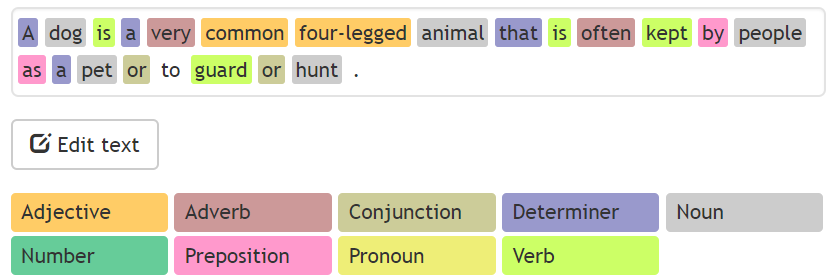 A dog is a very common four-legged animal that is often kept by people
as a pet or to guard or hunt .
Edit text
Adjective Adverb Conjunction Determiner Noun
Number Preposition Pronoun Verb